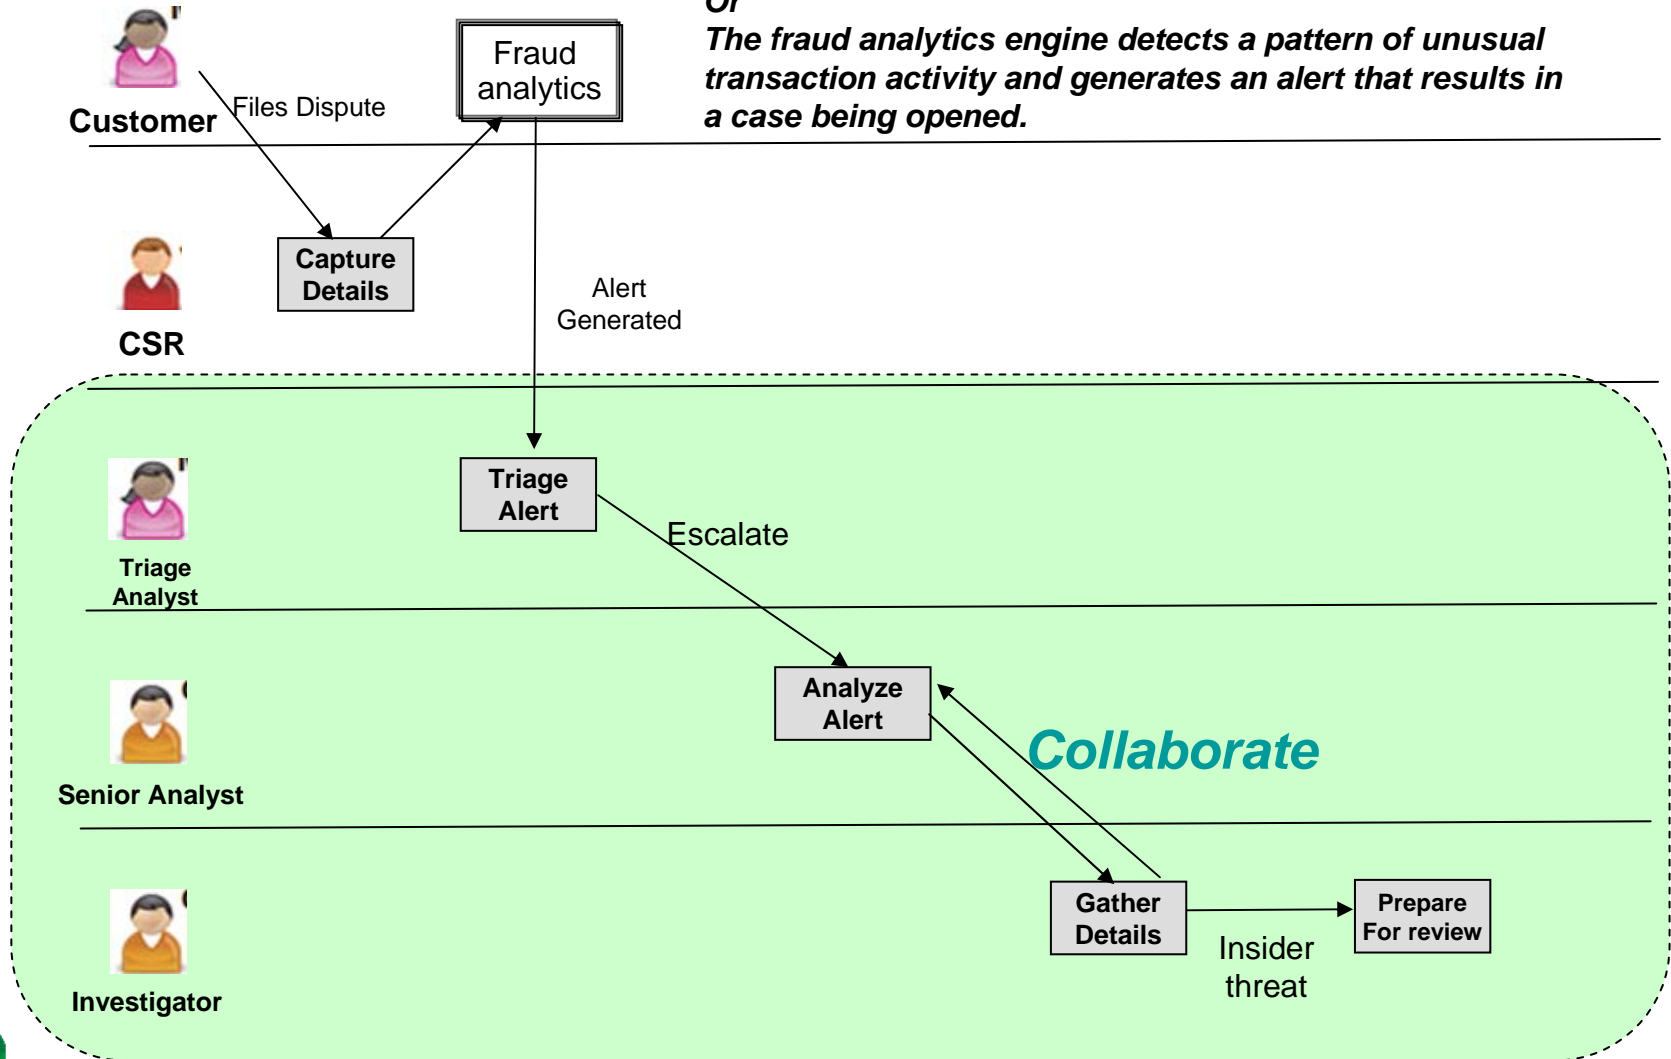 Or
The fraud analytics engine detects a pattern of unusual
transaction activity and generates an alert that results in
a case being opened.
Fraud
analytics
Files Dispute
Customer
Capture
Details
Alert
Generated
CSR
Triage
Alert
Escalate
Triage
Analyst
Analyze
Alert
Collaborate
Senior Analyst
Gather
Details
Prepare
For review
Insider
threat
Investigator